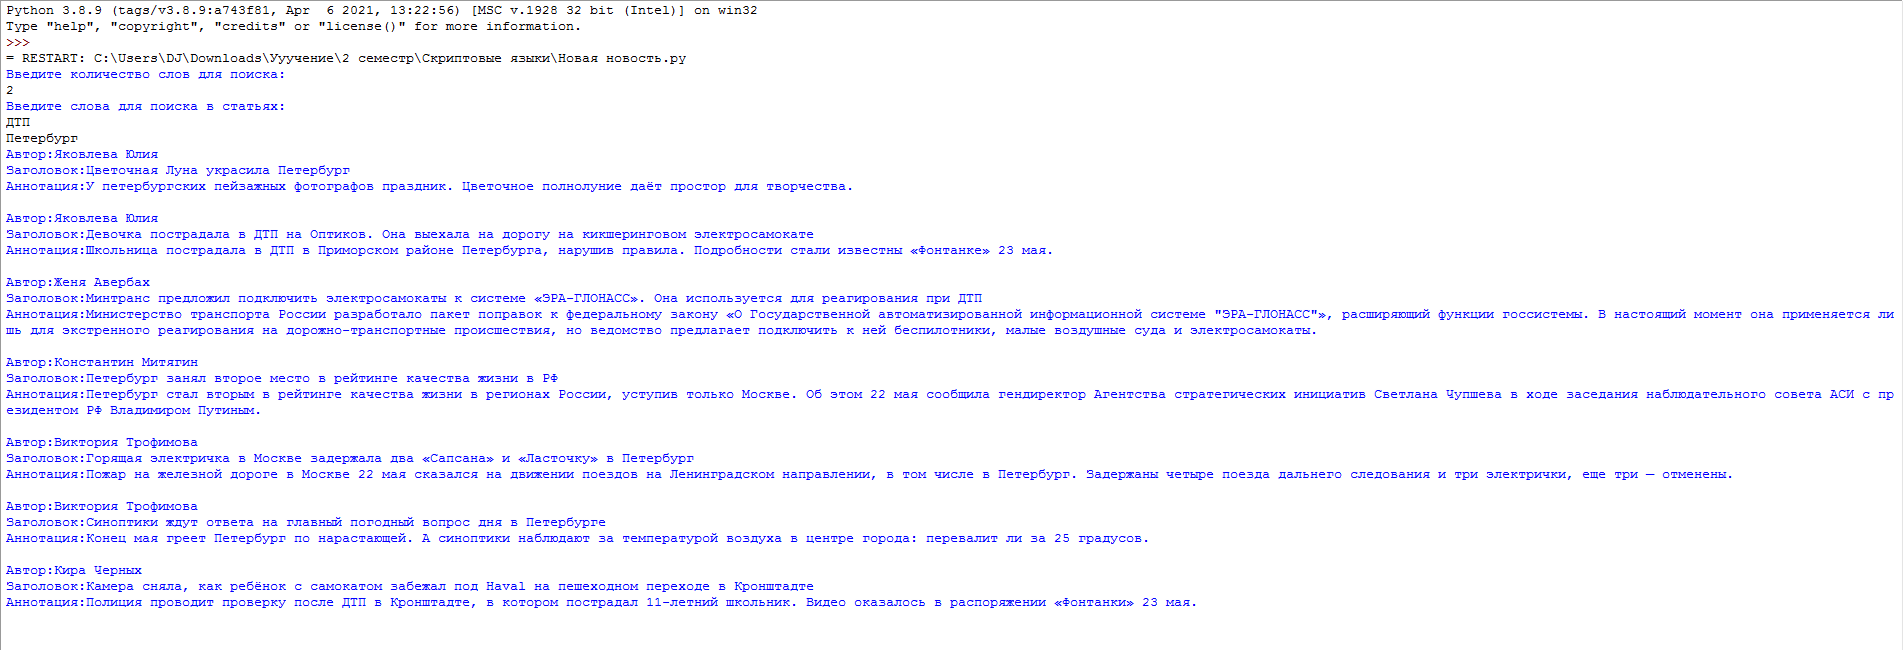 Python 3.8.9 (tags/v3.8.9:a743f81, Apr  6 2021, 13:22:56) [MSC v.1928 32 bit (Intel)] on win32
Type "help", "copyright", "credits" or "license()" for more information.
>>>
= RESTART: C:\Users\DJ\Downloads\Ууучение\2 семестр\Скриптовые языки\Новая новость.py
Введите количество слов для поиска:
2
Введите слова для поиска в статьях:
ДТП
Петербург
Автор:Яковлева Юлия
Заголовок:Цветочная Луна украсила Петербург
Аннотация:У петербургских пейзажных фотографов праздник. Цветочное полнолуние даёт простор для творчества.
Автор:Яковлева Юлия
Заголовок:Девочка пострадала в ДТП на Оптиков. Она выехала на дорогу на кикшеринговом электросамокате
Аннотация:Школьница пострадала в ДТП в Приморском районе Петербурга, нарушив правила. Подробности стали известны «Фонтанке» 23 мая.
Автор:Женя Авербах
Заголовок:Минтранс предложил подключить электросамокаты к системе «ЭРА-ГЛОНАСС». Она используется для реагирования при ДТП
Аннотация:Министерство транспорта России разработало пакет поправок к федеральному закону «О Государственной автоматизированной информационной системе "ЭРА-ГЛОНАСС"», расширяющий функции госсистемы. В настоящий момент она применяется ли
шь для экстренного реагирования на дорожно-транспортные происшествия, но ведомство предлагает подключить к ней беспилотники, малые воздушные суда и электросамокаты.
Автор:Константин Митягин
Заголовок:Петербург занял второе место в рейтинге качества жизни в РФ
Аннотация:Петербург стал вторым в рейтинге качества жизни в регионах России, уступив только Москве. Об этом 22 мая сообщила гендиректор Агентства стратегических инициатив Светлана Чупшева в ходе заседания наблюдательного совета АСИ с пр
езидентом РФ Владимиром Путиным.
Автор:Виктория Трофимова
Заголовок:Горящая электричка в Москве задержала два «Сапсана» и «Ласточку» в Петербург
Аннотация:Пожар на железной дороге в Москве 22 мая сказался на движении поездов на Ленинградском направлении, в том числе в Петербург. Задержаны четыре поезда дальнего следования и три электрички, еще три — отменены.
Автор:Виктория Трофимова
Заголовок:Синоптики ждут ответа на главный погодный вопрос дня в Петербурге
Аннотация:Конец мая греет Петербург по нарастающей. А синоптики наблюдают за температурой воздуха в центре города: перевалит ли за 25 градусов.
Автор:Кира Черных
Заголовок:Камера сняла, как ребёнок с самокатом забежал под Haval на пешеходном переходе в Кронштадте
Аннотация:Полиция проводит проверку после ДТП в Кронштадте, в котором пострадал 11-летний школьник. Видео оказалось в распоряжении «Фонтанки» 23 мая.